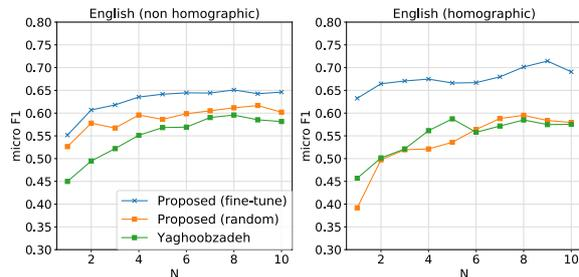 English (non homographic)
0.80
0.75
0.70
0.65
0.60
0.55
0.50
0.45
0.40
0.35
0.30
micro F1
2 4 6 8 10
N
Proposed (fine-tune)
Proposed (random)
Yaghoobzadeh
English (homographic)
0.80
0.75
0.70
0.65
0.60
0.55
0.50
0.45
0.40
0.35
0.30
micro F1
2 4 6 8 10
N